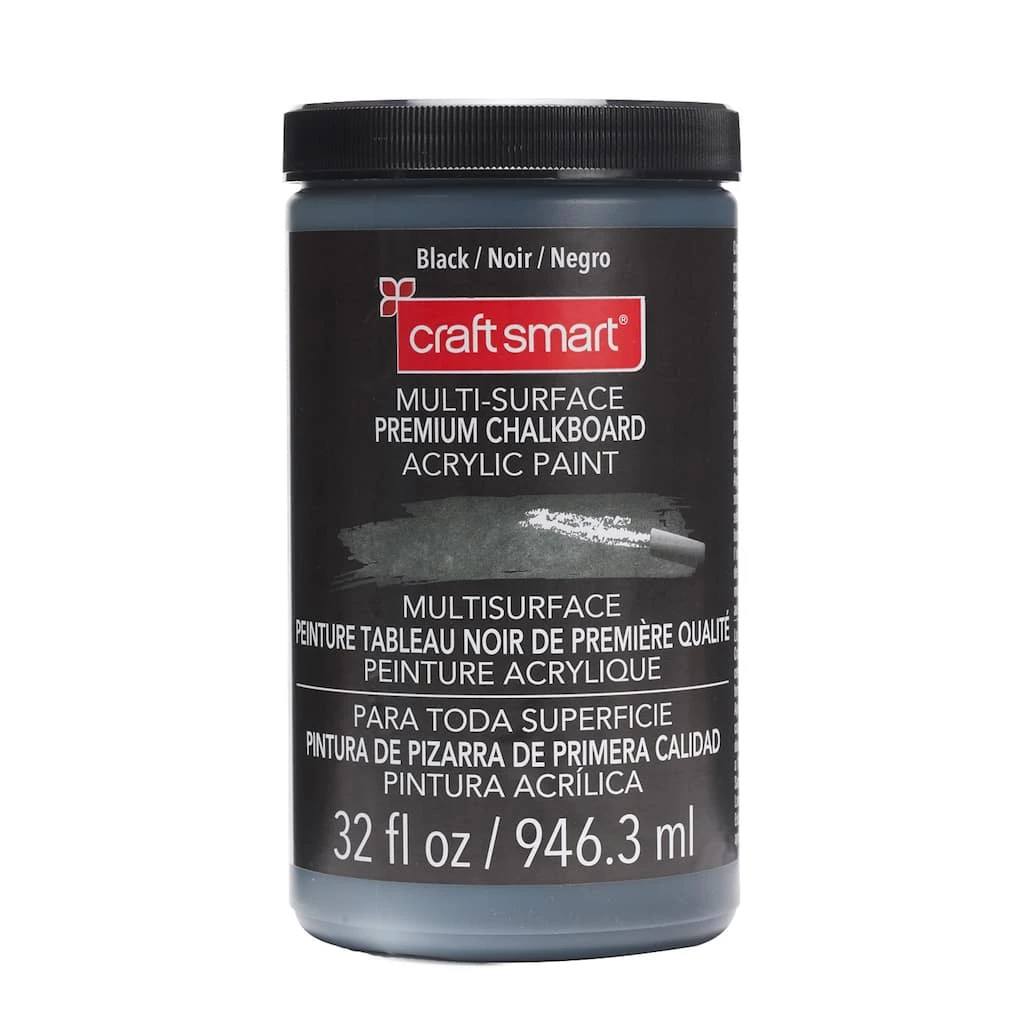 Black / Noir / Negro
craft smart®
MULTI-SURFACE
PREMIUM CHALKBOARD
ACRYLIC PAINT
MULTISURFACE
PEINTURE TABLEAU NOIR DE PREMIÈRE QUALITÉ
PEINTURE ACRYLIQUE
PARA TODA SUPERFICIE
PINTURA DE PIZARRA DE PRIMERA CALIDAD
PINTURA ACRÍLICA
32 fl oz / 946.3 ml